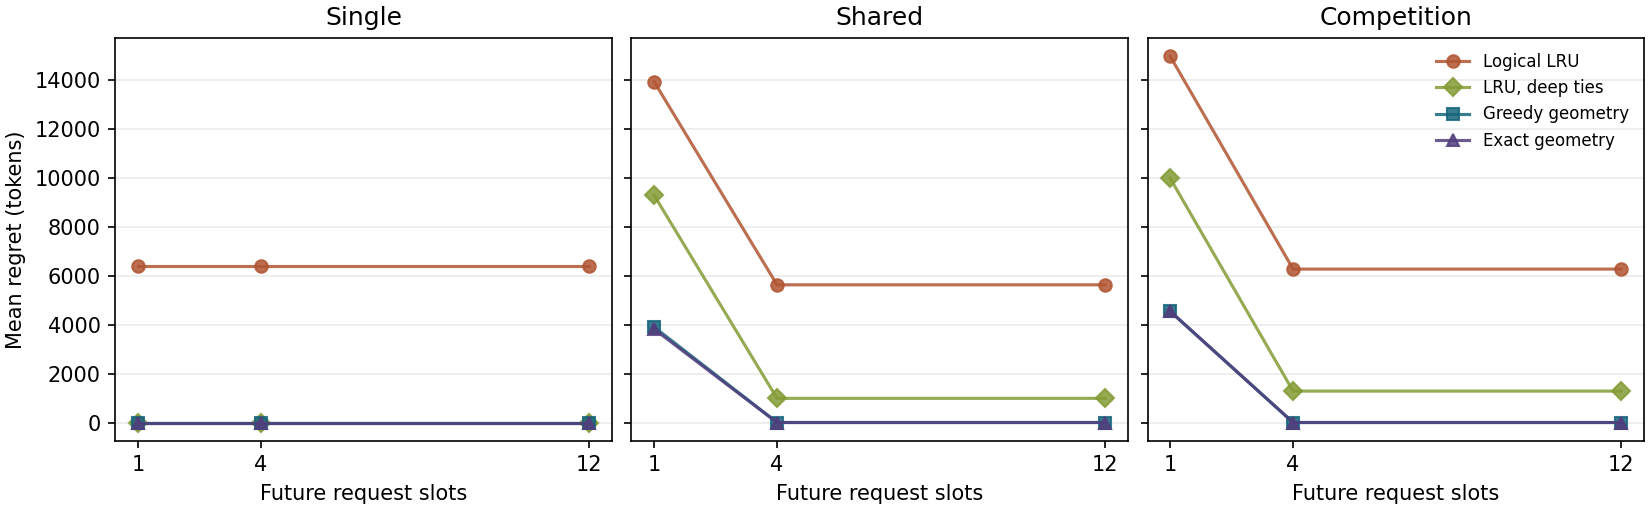 Single
Shared
Competition
Mean regret (tokens)
14000
12000
10000
8000
6000
4000
2000
0
Logical LRU
LRU, deep ties
Greedy geometry
Exact geometry
1 4 12
1 4 12
1 4 12
Future request slots
Future request slots
Future request slots